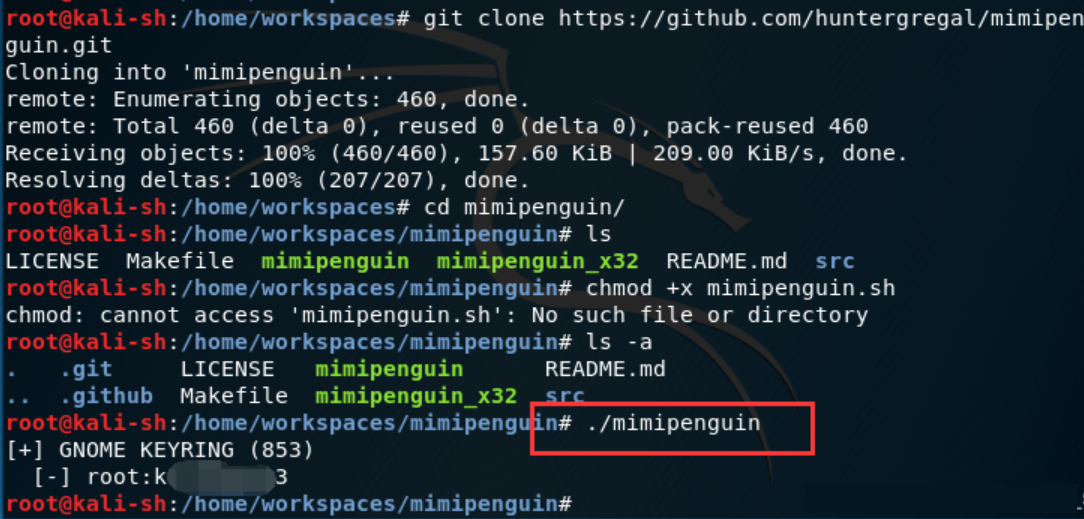 root@kali-sh:/home/workspaces# git clone https://github.com/huntergregal/mimipen
guin.git
Cloning into 'mimipenguin'...
remote: Enumerating objects: 460, done.
remote: Total 460 (delta 0), reused 0 (delta 0), pack-reused 460
Receiving objects: 100% (460/460), 157.60 KiB | 209.00 KiB/s, done.
Resolving deltas: 100% (207/207), done.
root@kali-sh:/home/workspaces# cd mimipenguin/
root@kali-sh:/home/workspaces/mimipenguin# ls
LICENSE  Makefile  mimipenguin  mimipenguin_x32  README.md  src
root@kali-sh:/home/workspaces/mimipenguin# chmod +x mimipenguin.sh
chmod: cannot access 'mimipenguin.sh': No such file or directory
root@kali-sh:/home/workspaces/mimipenguin# ls -a
.   .git     LICENSE   mimipenguin      README.md
..  .github  Makefile  mimipenguin_x32  src
root@kali-sh:/home/workspaces/mimipenguin# ./mimipenguin
[+] GNOME KEYRING (853)
  [-] root:k 3
root@kali-sh:/home/workspaces/mimipenguin#